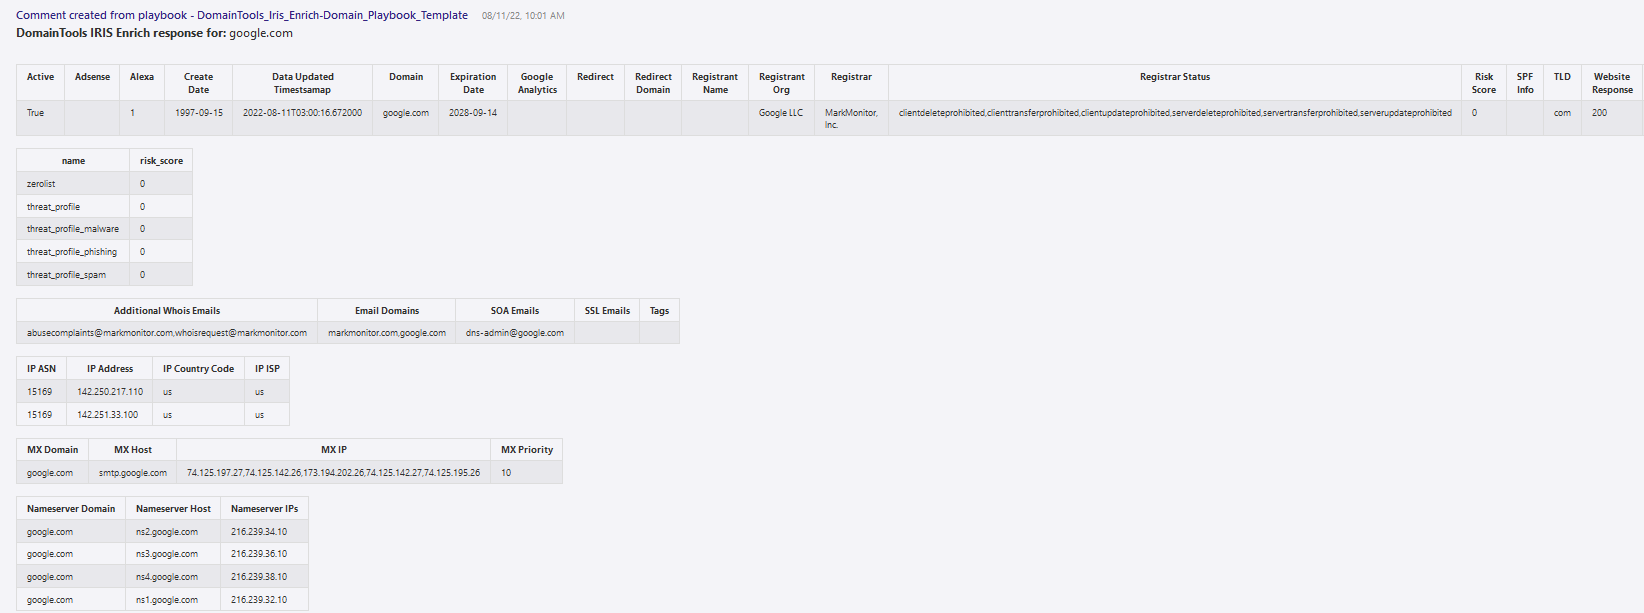 Comment created from playbook - DomainTools_Iris_Enrich-Domain_Playbook_Template 08/11/22, 10:01 AM
DomainTools IRIS Enrich response for: google.com
Active Adsense Alexa Create Date Data Updated Timestsamap Domain Expiration Date Google Analytics Redirect Redirect Domain Registrant Name Registrant Org Registrar Registrar Status Risk Score SPF Info TLD Website Response
True 1 1997-09-15 2022-08-11T03:00:16.672000 google.com 2028-09-14 Google LLC MarkMonitor, Inc. clientdeleteprohibited,clienttransferprohibited,clientupdateprohibited,serverdeleteprohibited,servertransferprohibited,serverupdateprohibited 0 com 200
name risk_score
zerolist 0
threat_profile 0
threat_profile_malware 0
threat_profile_phishing 0
threat_profile_spam 0
Additional Whois Emails Email Domains SOA Emails SSL Emails Tags
abusecomplaints@markmonitor.com,whoisrequest@markmonitor.com markmonitor.com,google.com dns-admin@google.com
IP ASN IP Address IP Country Code IP ISP
15169 142.250.217.110 us us
15169 142.251.33.100 us us
MX Domain MX Host MX IP MX Priority
google.com smtp.google.com 74.125.197.27,74.125.142.26,173.194.202.26,74.125.142.27,74.125.195.26 10
Nameserver Domain Nameserver Host Nameserver IPs
google.com ns2.google.com 216.239.34.10
google.com ns3.google.com 216.239.36.10
google.com ns4.google.com 216.239.38.10
google.com ns1.google.com 216.239.32.10